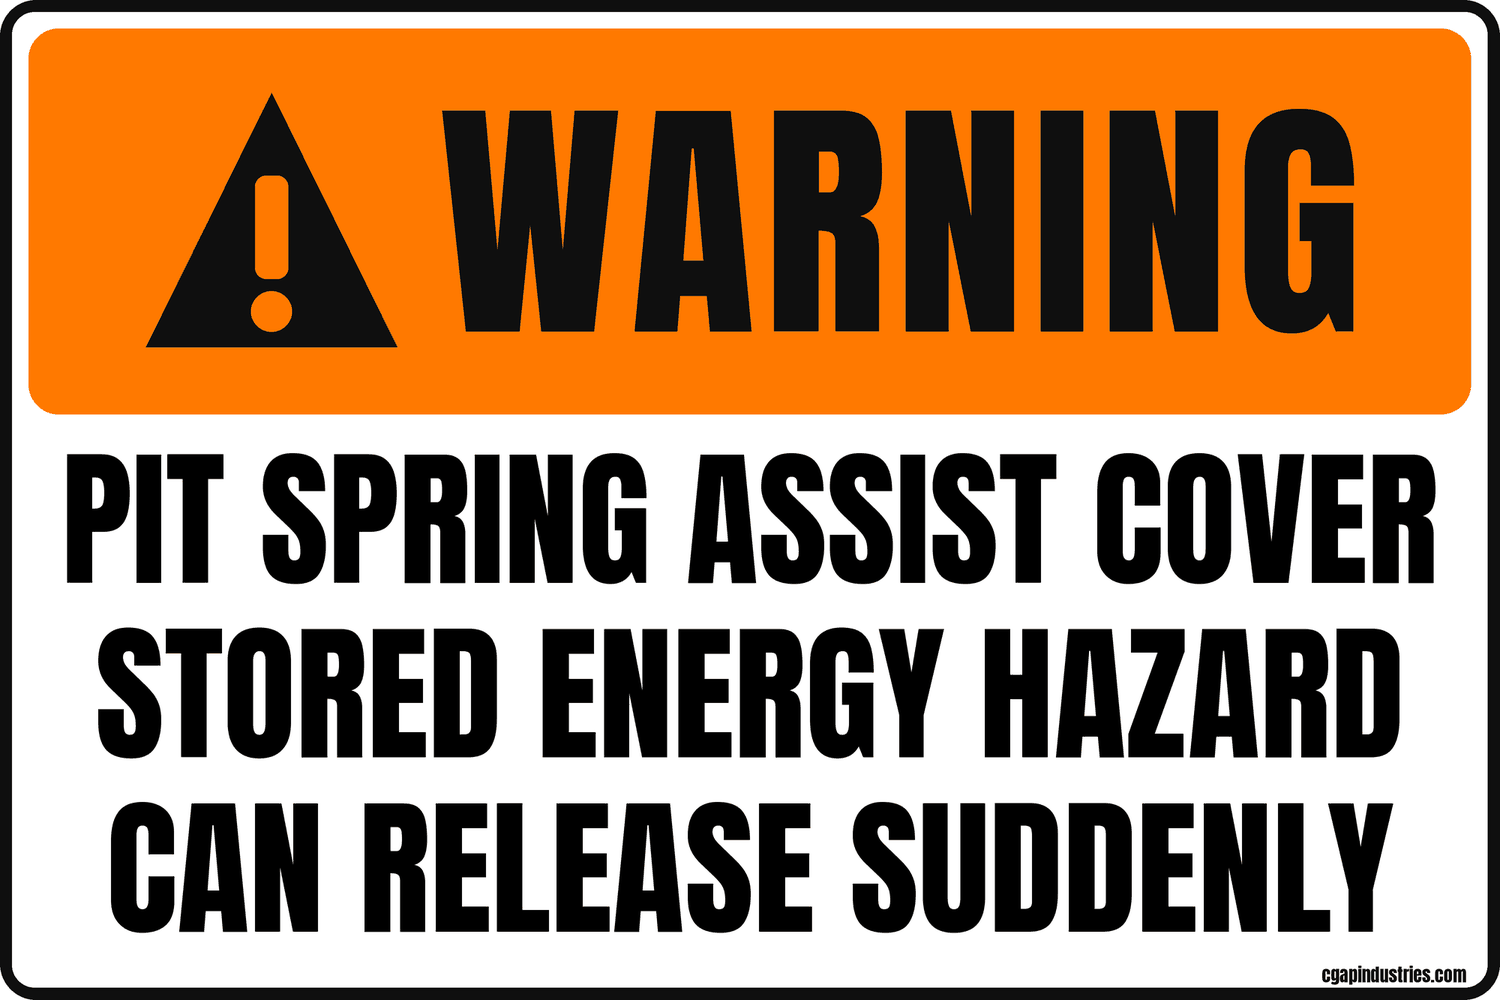 WARNING
PIT SPRING ASSIST COVER
STORED ENERGY HAZARD
CAN RELEASE SUDDENLY
cgapindustries.com